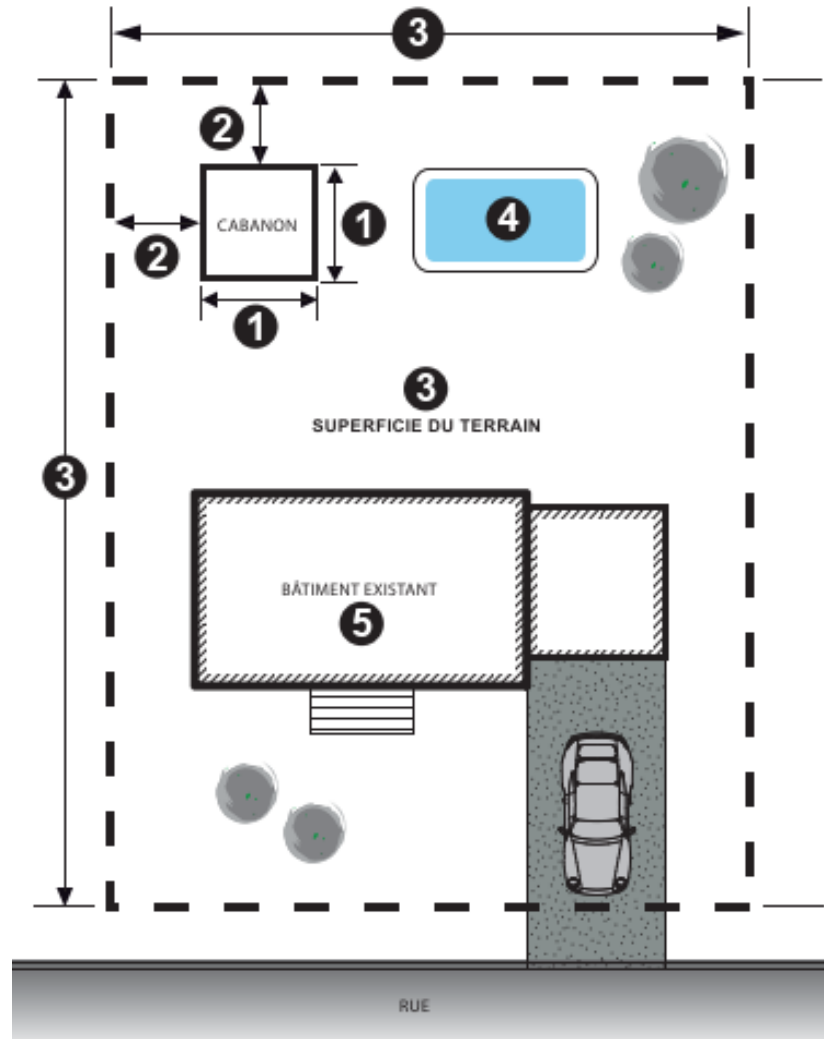 3
2
CABANON
1
4
2
1
3
SUPERFICIE DU TERRAIN
3
BÂTIMENT EXISTANT
5
RUE